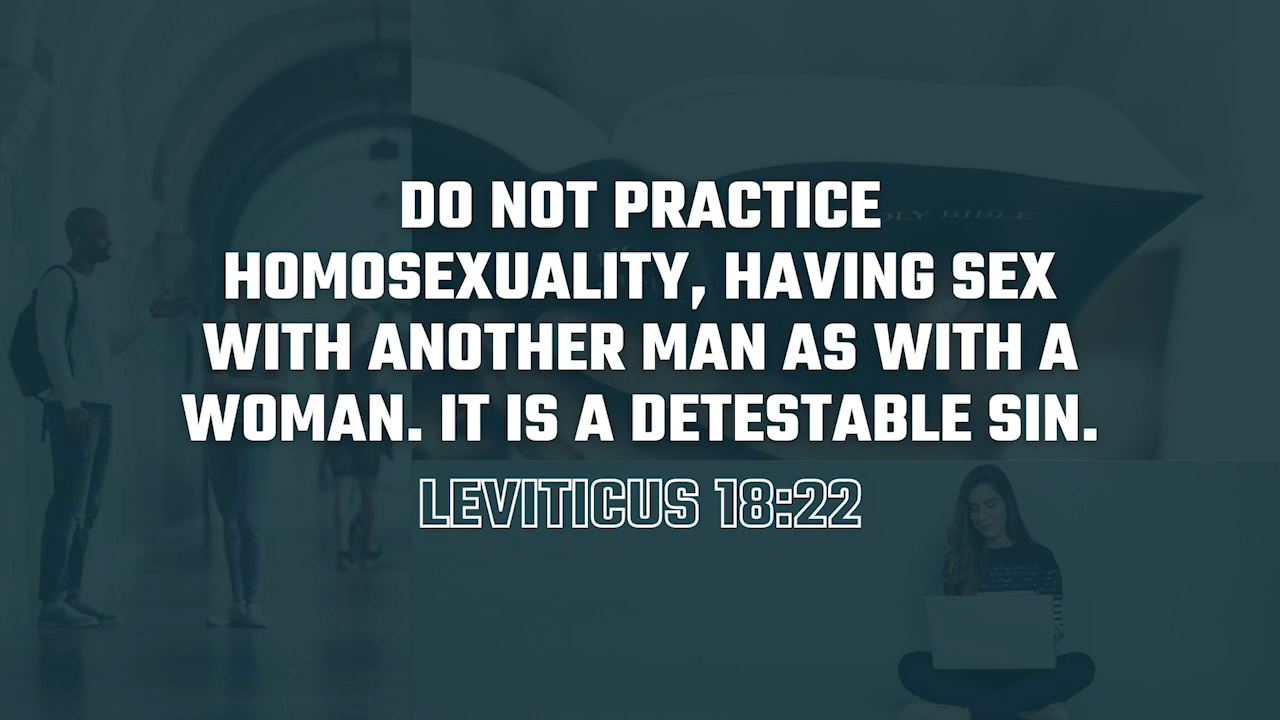 DO NOT PRACTICE
HOMOSEXUALITY, HAVING SEX
WITH ANOTHER MAN AS WITH A
WOMAN. IT IS A DETESTABLE SIN.
LEVITICUS 18:22
BIBLE